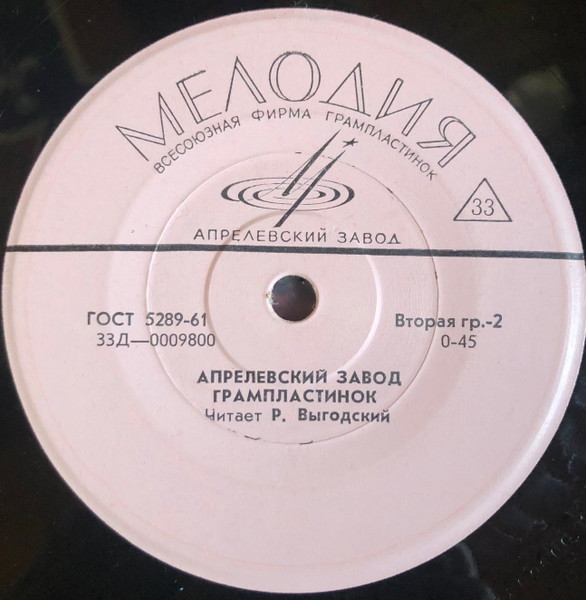 МЕЛОДИЯ
ВСЕСОЮЗНАЯ ФИРМА ГРАМПЛАСТИНОК
33
АПРЕЛЕВСКИЙ ЗАВОД
ГОСТ 5289-61
Вторая гр.-2
33Д—0009800
0-45
АПРЕЛЕВСКИЙ ЗАВОД
ГРАМПЛАСТИНОК
Читает Р. Выгодский